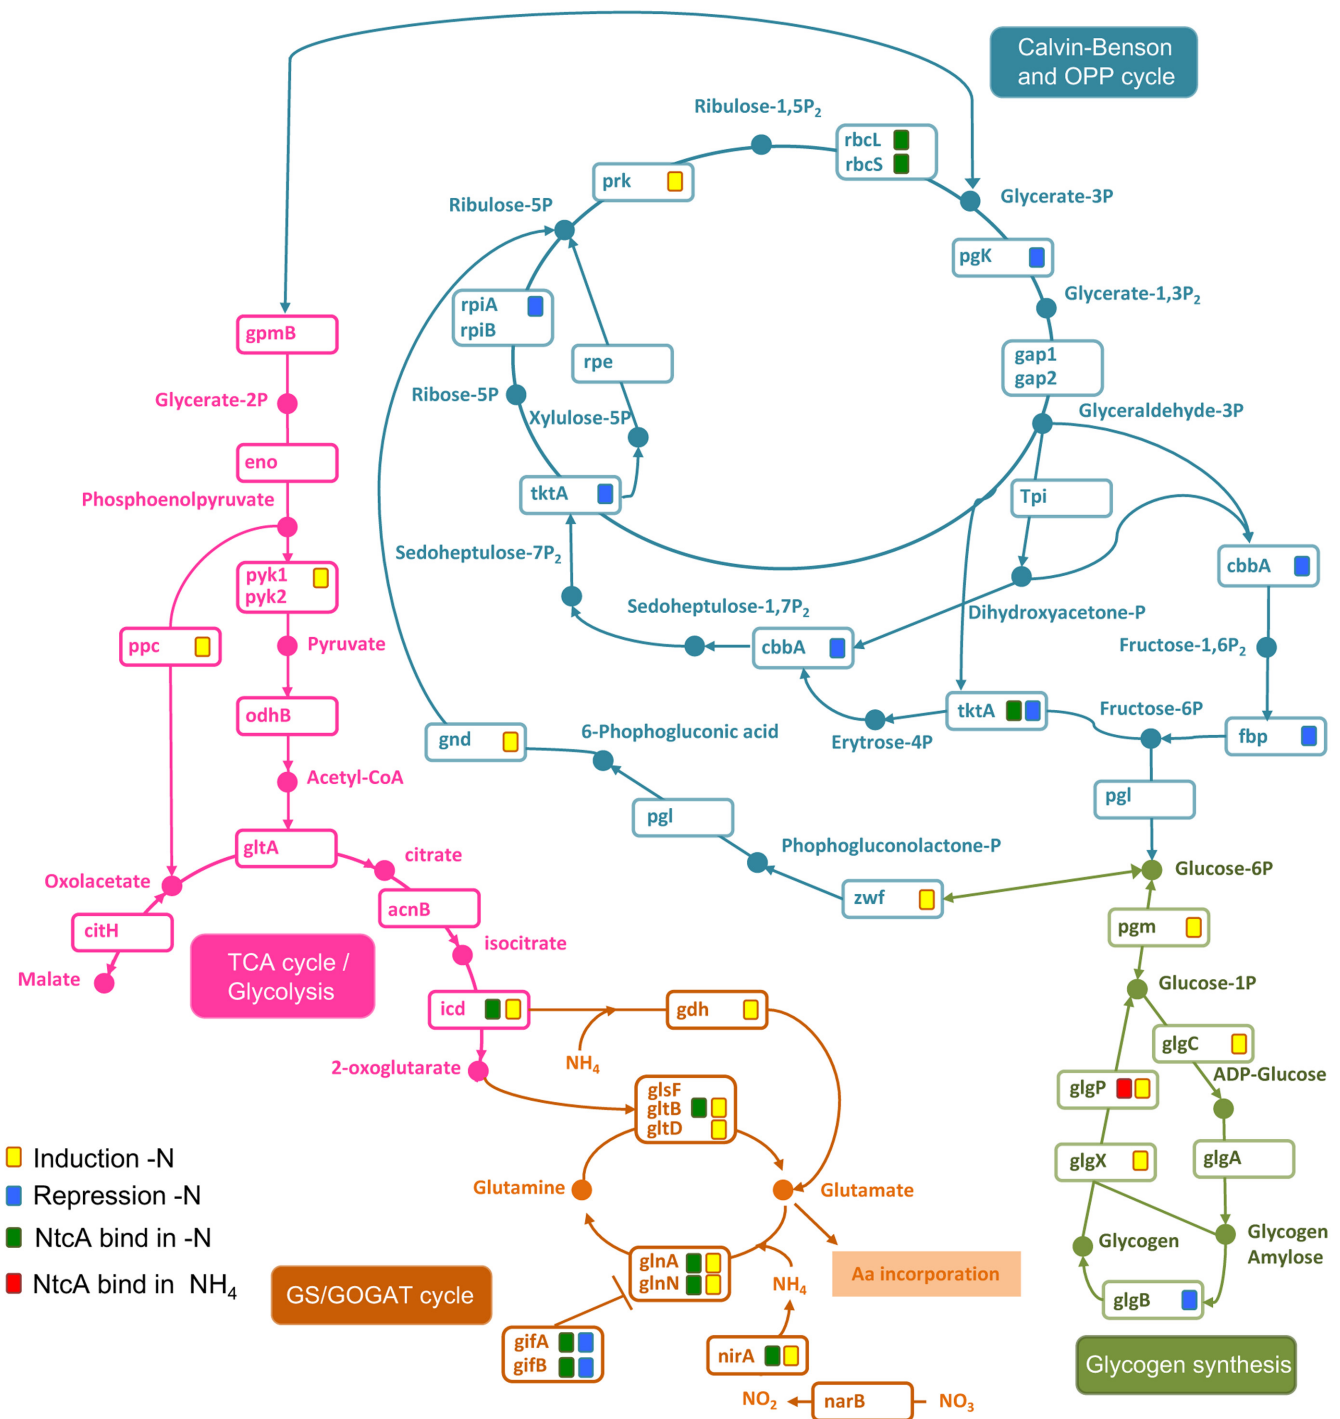 Calvin-Benson
and OPP cycle
Ribulose-1,5P2
rbcL
rbcS
prk
Glycerate-3P
Ribulose-5P
pgK
Glycerate-1,3P2
rpiA
rpiB
gpmB
rpe
gap1
gap2
Glycerate-2P
Ribose-5P
Xylulose-5P
Glyceraldehyde-3P
eno
Phosphoenolpyruvate
tktA
Tpi
Sedoheptulose-7P2
cbbA
pyk1
pyk2
Sedoheptulose-1,7P2
Dihydroxyacetone-P
ppc
Pyruvate
cbbA
Fructose-1,6P2
odhB
tktA
Fructose-6P
gnd
6-Phophogluconic acid
Erytrose-4P
fbp
Acetyl-CoA
pgl
pgl
gltA
citrate
Phophogluconolactone-P
Oxolacetate
Glucose-6P
acnB
zwf
citH
pgm
isocitrate
TCA cycle /
Glycolysis
Malate
Glucose-1P
icd
gdh
glgC
NH4
2-oxoglutarate
ADP-Glucose
glsF
gltB
gltD
glgP
Induction -N
glgX
glgA
Repression -N
Glutamine
Glutamate
NtcA bind in -N
Glycogen
Glycogen
Amylose
glnA
glnN
Aa incorporation
NtcA bind in NH4
NH4
GS/GOGAT cycle
glgB
gifA
gifB
nirA
Glycogen synthesis
NO2
narB
NO3